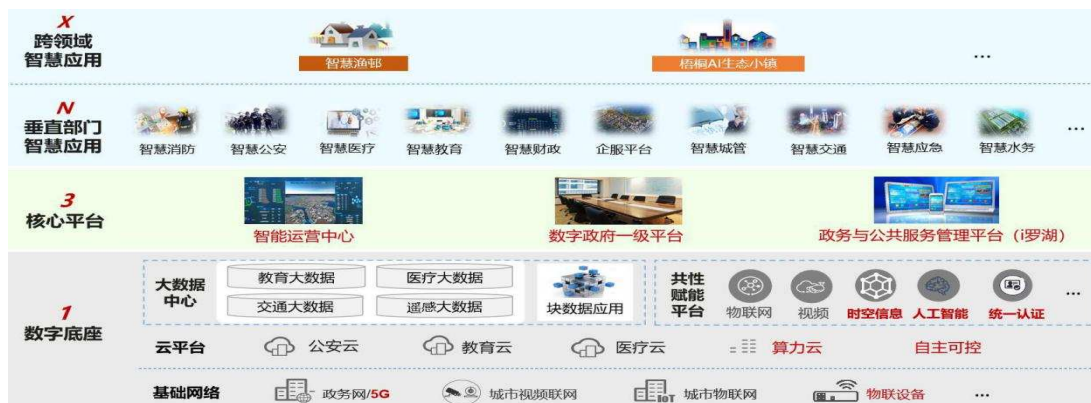 X
跨领域
智慧应用
智慧渔邨
梧桐AI生态小镇
...
N
垂直部门
智慧应用
智慧消防
智慧公安
智慧医疗
智慧教育
智慧财政
企服平台
智慧城管
智慧交通
智慧应急
智慧水务
...
3
核心平台
智能运营中心
数字政府一级平台
政务与公共服务管理平台（i罗湖）
1
数字底座
大数据
中心
教育大数据
医疗大数据
交通大数据
遥感大数据
块数据应用
共性
赋能
平台
物联网
视频
时空信息
人工智能
统一认证
...
云平台
公安云
教育云
医疗云
算力云
自主可控
基础网络
政务网/5G
城市视频联网
IoT
城市物联网
物联设备
...